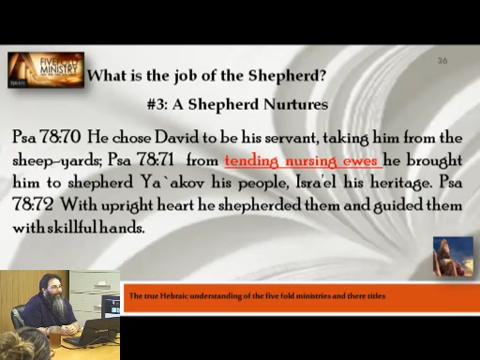 36
FIVEFOLD
MINISTRY
What is the job of the Shepherd?
#3: A Shepherd Nurtures
Psa 78:70 He chose David to be his servant, taking him from the
sheep-yards; Psa 78:71 from tending nursing ewes he brought
him to shepherd Ya`akov his people, Isra'el his heritage. Psa
78:72 With upright heart he shepherded them and guided them
with skillful hands.
The true Hebraic understanding of the five fold ministries and there titles